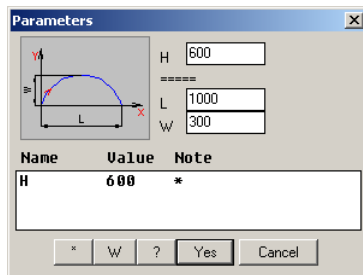 Parameters
Y
W
X
L
H 600
=====
L 1000
W 300
Name Value Note
H 600 *
* W ? Yes Cancel